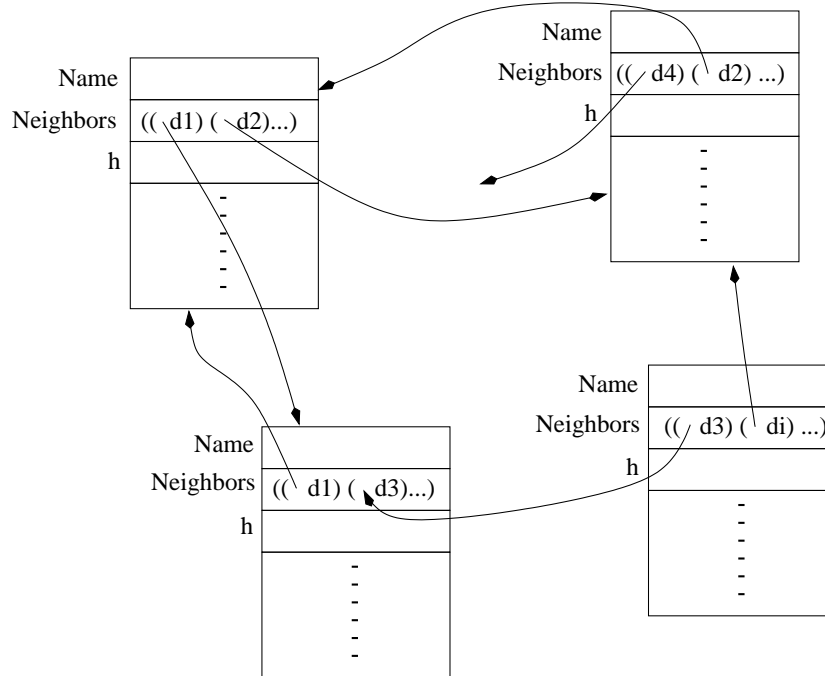 Name
Neighbors (( d1) ( d2)...)
h
Name
Neighbors (( d4) ( d2) ...)
h
Name
Neighbors (( d1) ( d3)...)
h
Name
Neighbors (( d3) ( di) ...)
h